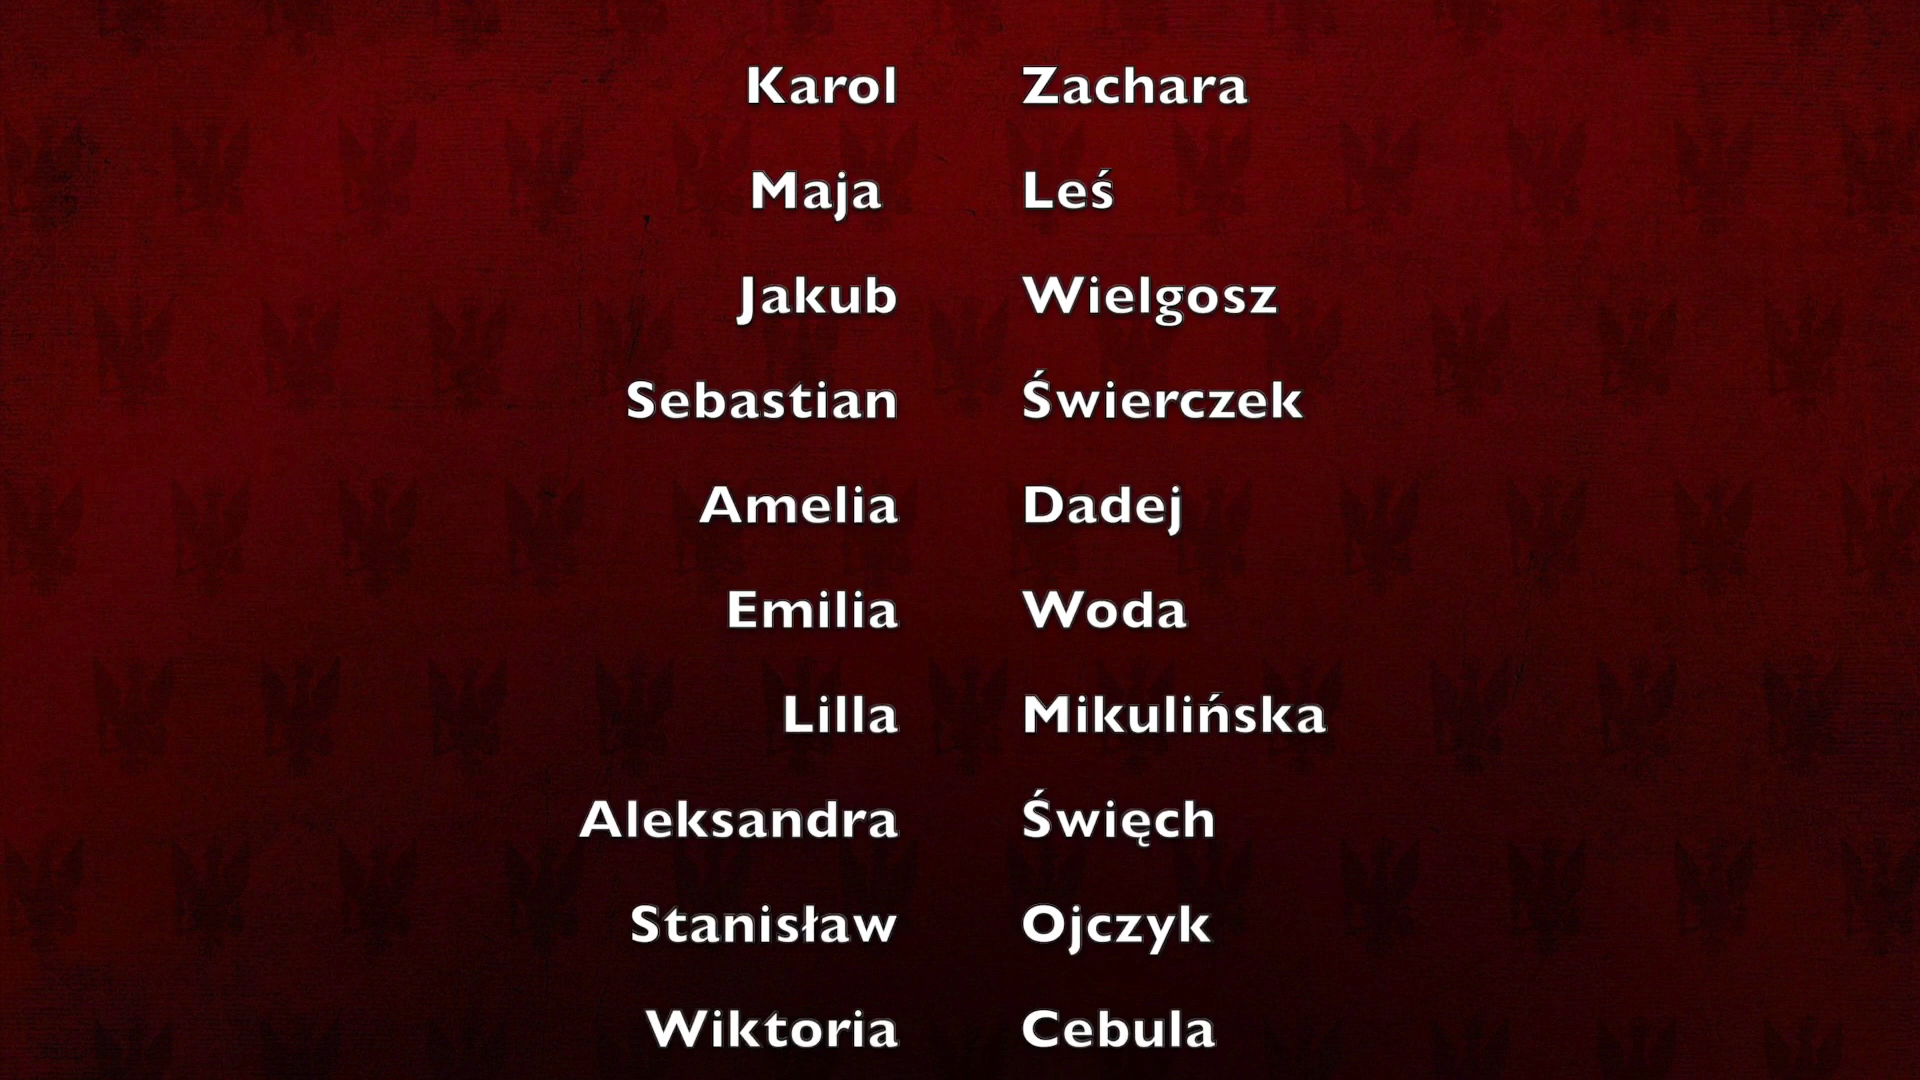 Karol Zachara
Maja Leś
Jakub Wielgosz
Sebastian Świerczek
Amelia Dadej
Emilia Woda
Lilla Mikulińska
Aleksandra Święch
Stanisław Ojczyk
Wiktoria Cebula